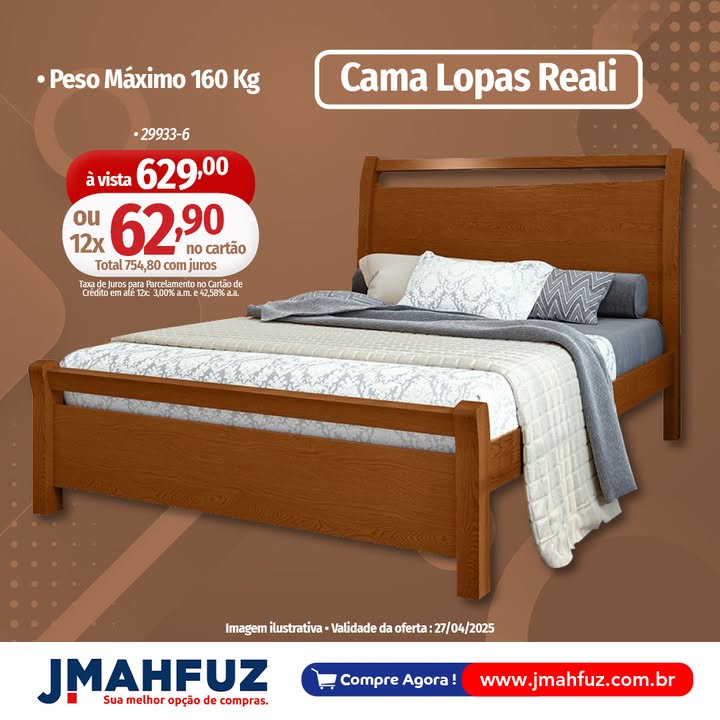 • Peso Máximo 160 Kg
Cama Lopas Reali
• 29933-6
à vista 629,00
ou
12x 62,90 no cartão
Total 754,80 com juros
Taxa de Juros para Parcelamento no Cartão de
Crédito em até 12x: 3,00% a.m. e 42,58% a.a.
Imagem ilustrativa • Validade da oferta : 27/04/2025
JMAHFUZ
Sua melhor opção de compras.
Compre Agora !
www.jmahfuz.com.br